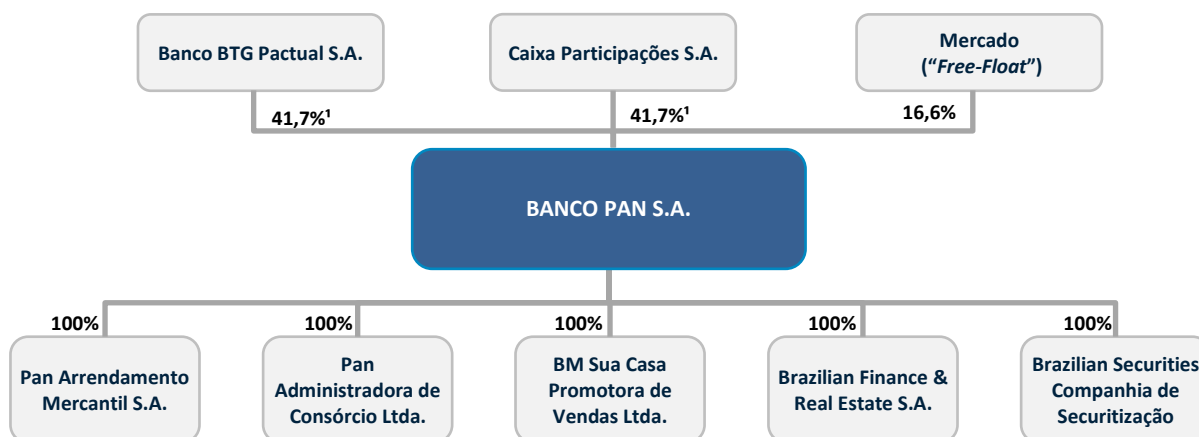 Banco BTG Pactual S.A.
Caixa Participações S.A.
Mercado
(“Free-Float”)
41,7%¹
41,7%¹
16,6%
BANCO PAN S.A.
100%
100%
100%
100%
100%
Pan Arrendamento
Mercantil S.A.
Pan
Administradora de
Consórcio Ltda.
BM Sua Casa
Promotora de
Vendas Ltda.
Brazilian Finance &
Real Estate S.A.
Brazilian Securities
Companhia de
Securitização